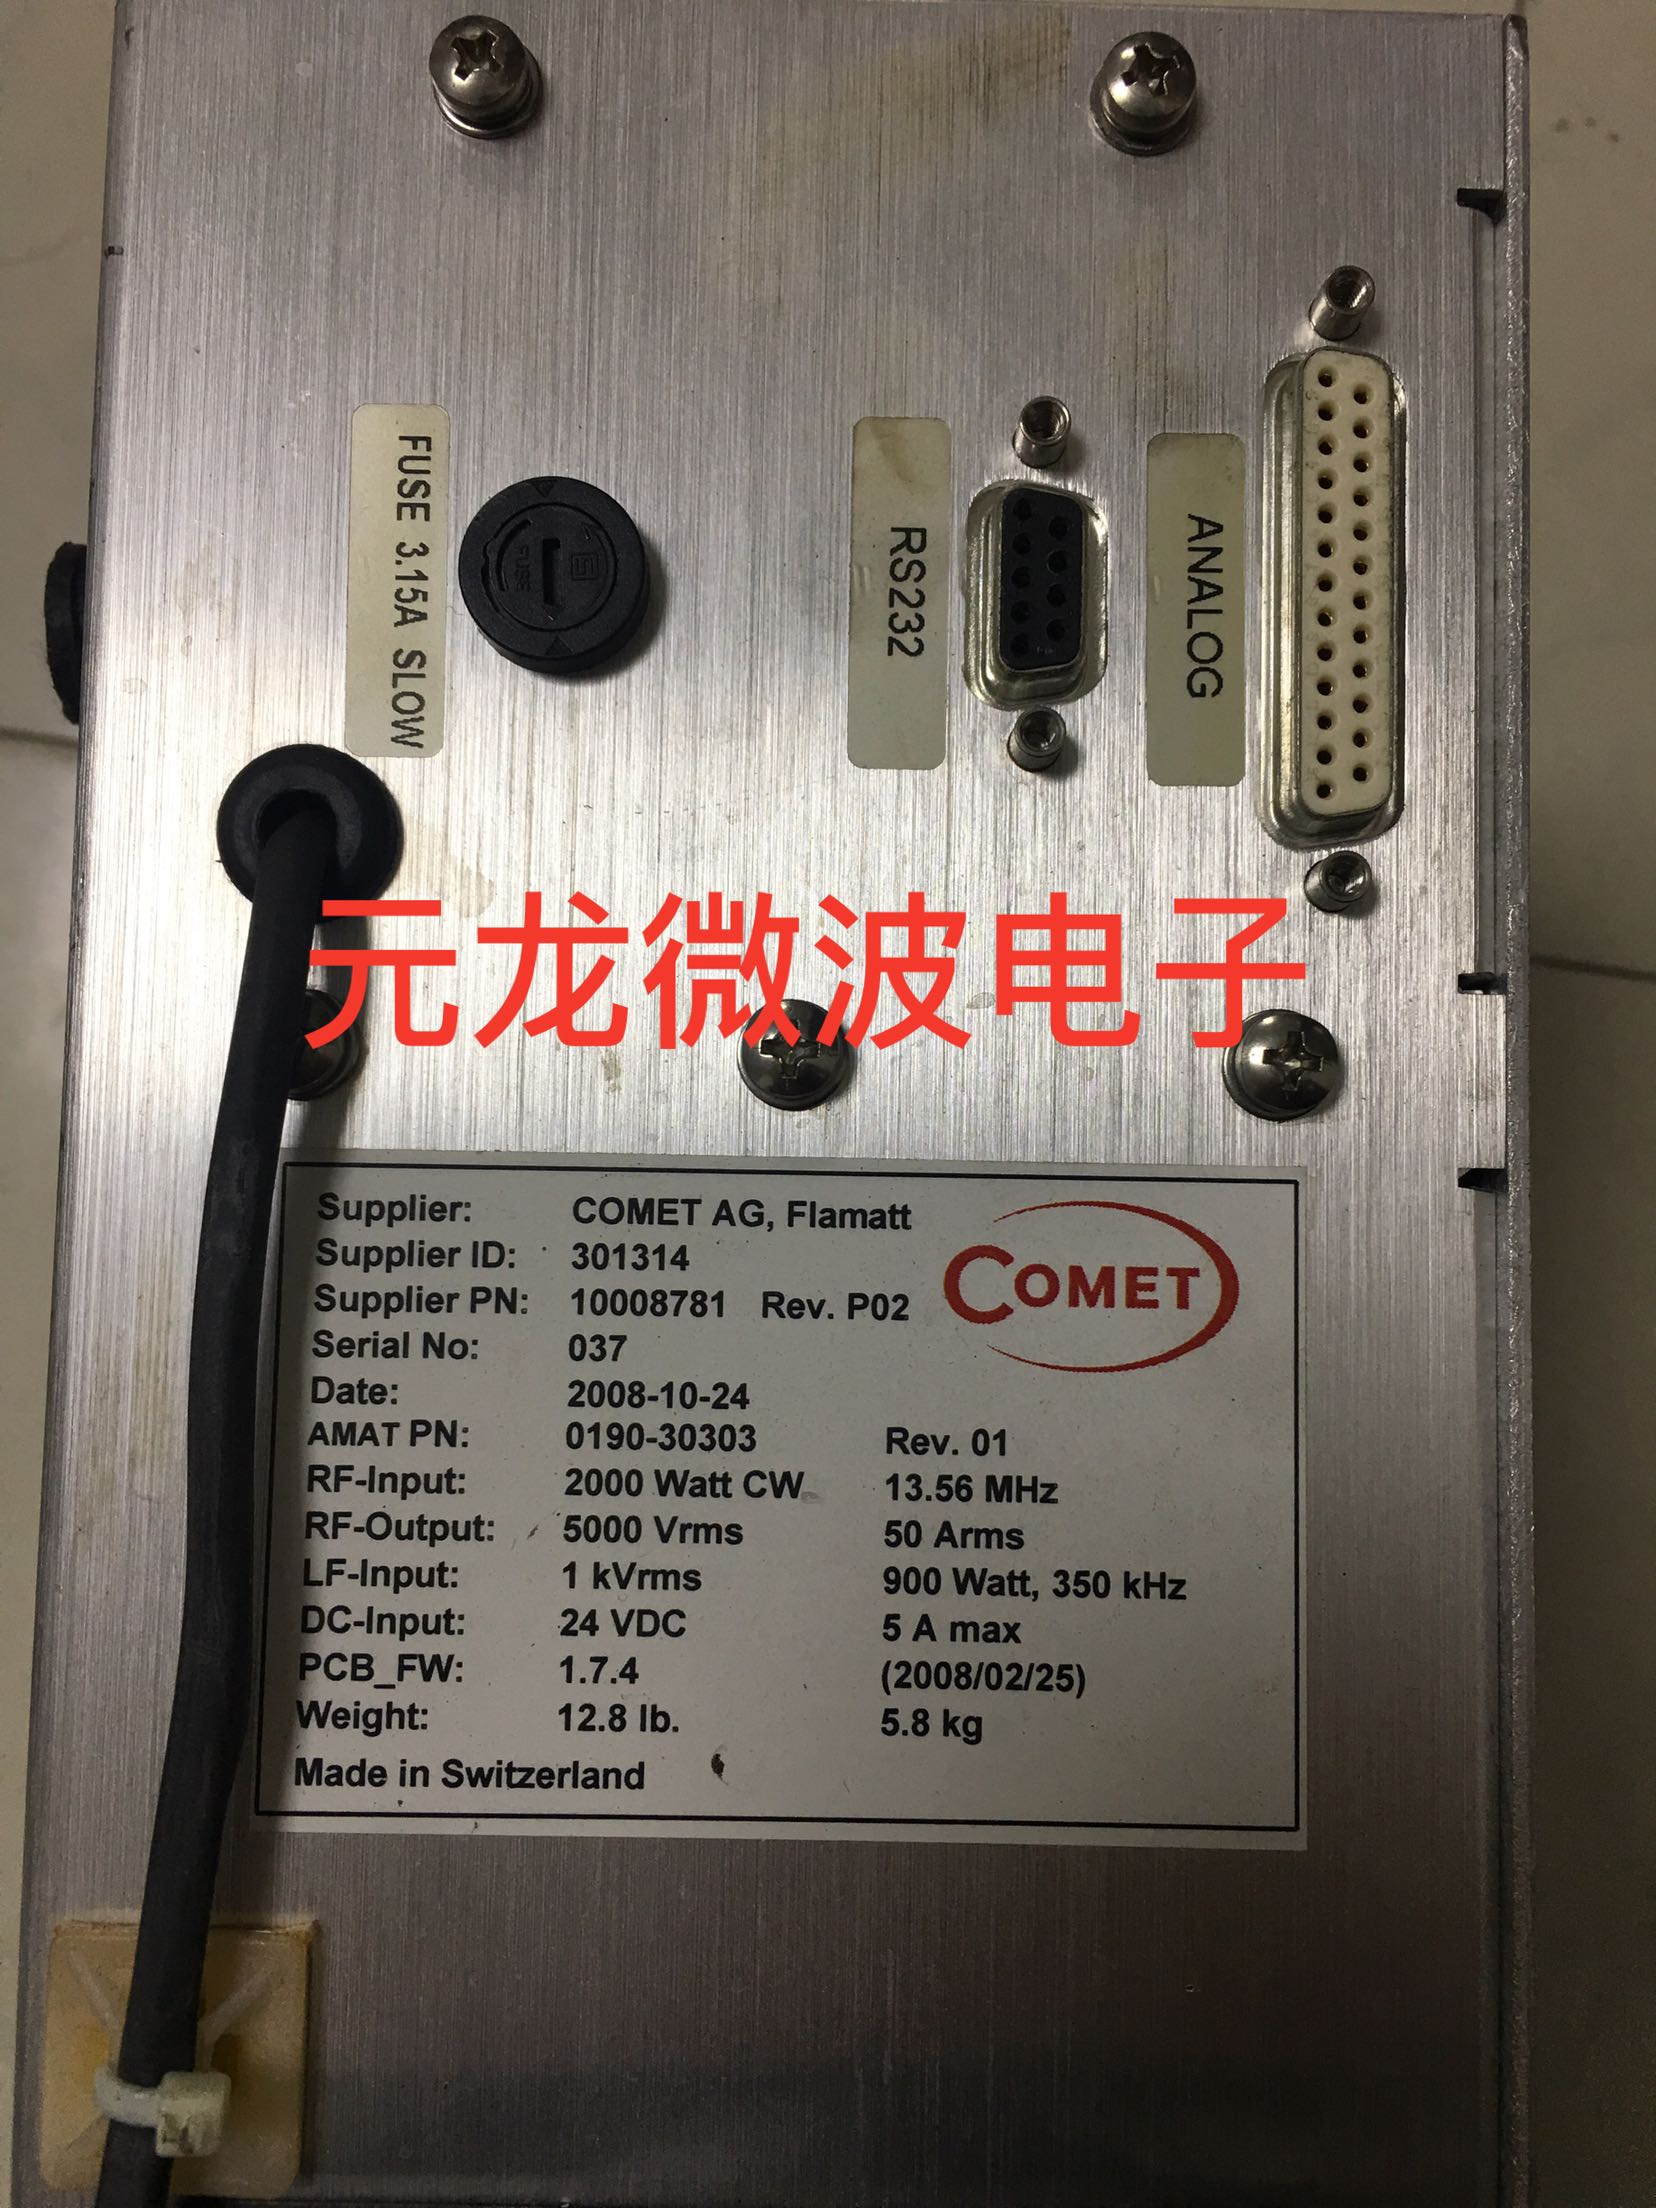 FUSE 3.15A SLOW
FUSE
RS232
ANALOG
元龙微波电子
Supplier: COMET AG, Flamatt
Supplier ID: 301314
Supplier PN: 10008781 Rev. P02
COMET
Serial No: 037
Date: 2008-10-24
AMAT PN: 0190-30303 Rev. 01
RF-Input: 2000 Watt CW 13.56 MHz
RF-Output: 5000 Vrms 50 Arms
LF-Input: 1 kVrms 900 Watt, 350 kHz
DC-Input: 24 VDC 5 A max
PCB_FW: 1.7.4 (2008/02/25)
Weight: 12.8 lb. 5.8 kg
Made in Switzerland